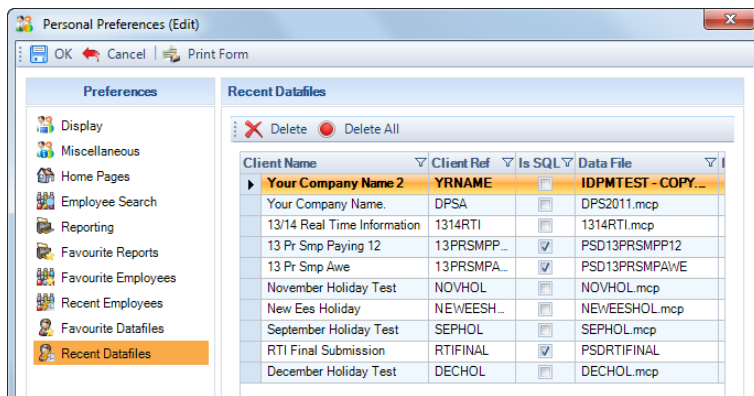 Personal Preferences (Edit)
OK Cancel Print Form
Preferences
Display
Miscellaneous
Home Pages
Employee Search
Reporting
Favourite Reports
Favourite Employees
Recent Employees
Favourite Datafiles
Recent Datafiles
Recent Datafiles
Delete Delete All
Client Name Client Ref Is SQL Data File
Your Company Name 2 YRNAME IDPMTEST - COPY....
Your Company Name. DPSA DPS2011.mcp
13/14 Real Time Information 1314RTI 1314RTI.mcp
13 Pr Smp Paying 12 13PRSMPP... PSD13PRSMPP12
13 Pr Smp Awe 13PRSMPA... PSD13PRSMPAWE
November Holiday Test NOVHOL NOVHOL.mcp
New Ees Holiday NEWEESH... NEWEESHOL.mcp
September Holiday Test SEPHOL SEPHOL.mcp
RTI Final Submission RTIFINAL PSDRTIFINAL
December Holiday Test DECHOL DECHOL.mcp